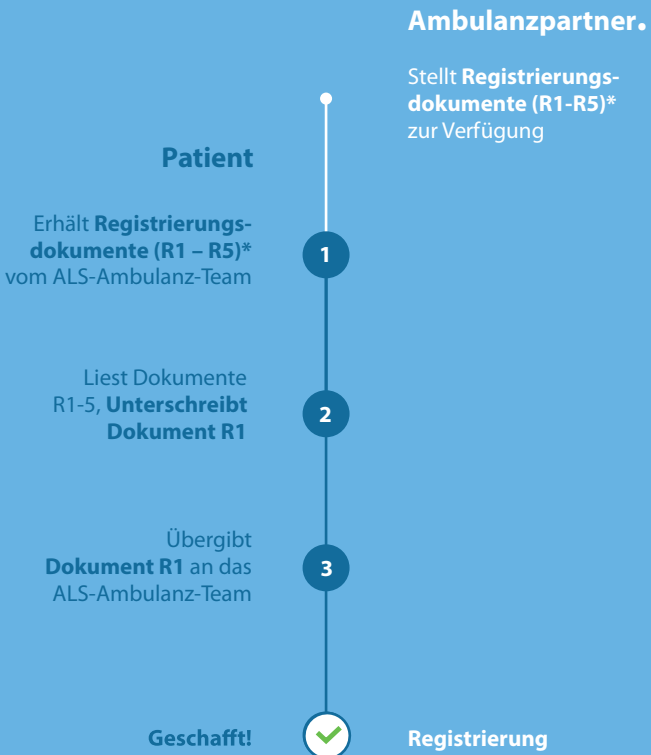 Ambulanzpartner.
Stellt Registrierungs-
dokumente (R1-R5)*
zur Verfügung
Patient
Erhält Registrierungs-
dokumente (R1 – R5)*
vom ALS-Ambulanz-Team
1
Liest Dokumente
R1-5, Unterschreibt
Dokument R1
2
Übergibt
Dokument R1 an das
ALS-Ambulanz-Team
3
Geschafft!
Registrierung